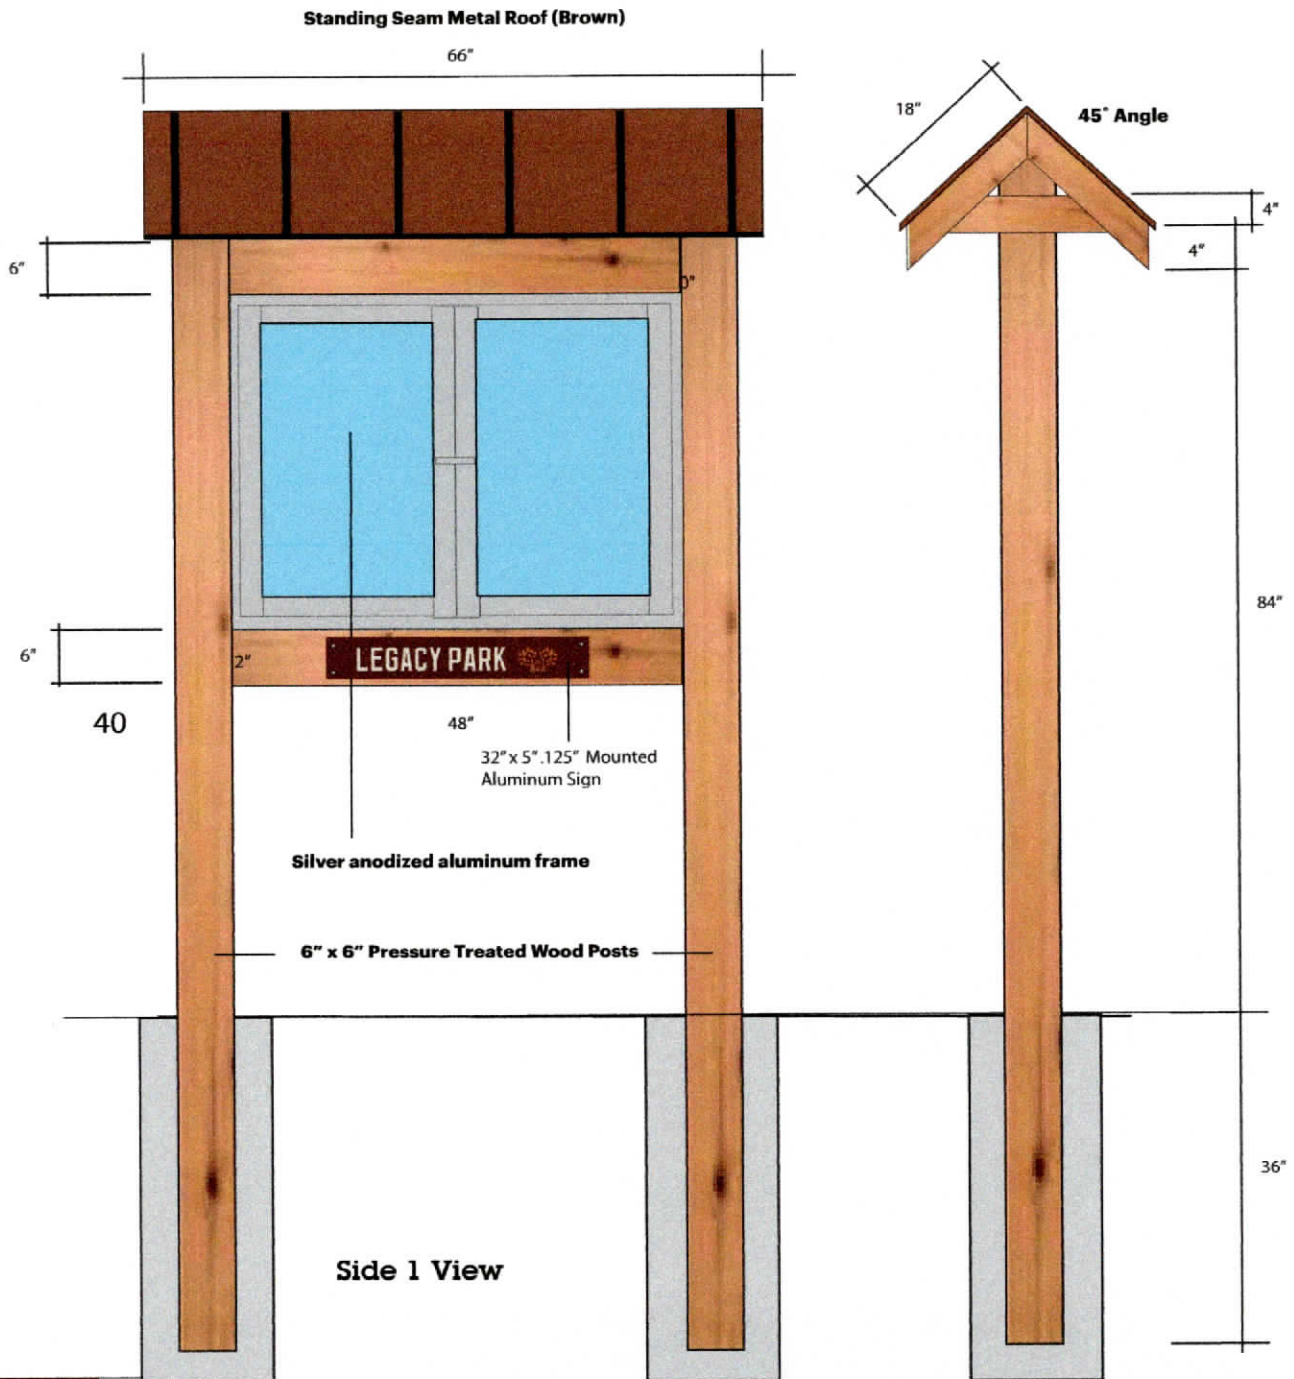 Standing Seam Metal Roof (Brown)
66"
18"
45° Angle
4"
4"
6"
0"
84"
6"
2"
LEGACY PARK
40
48"
32" x 5" .125" Mounted
Aluminum Sign
Silver anodized aluminum frame
6" x 6" Pressure Treated Wood Posts
36"
Side 1 View